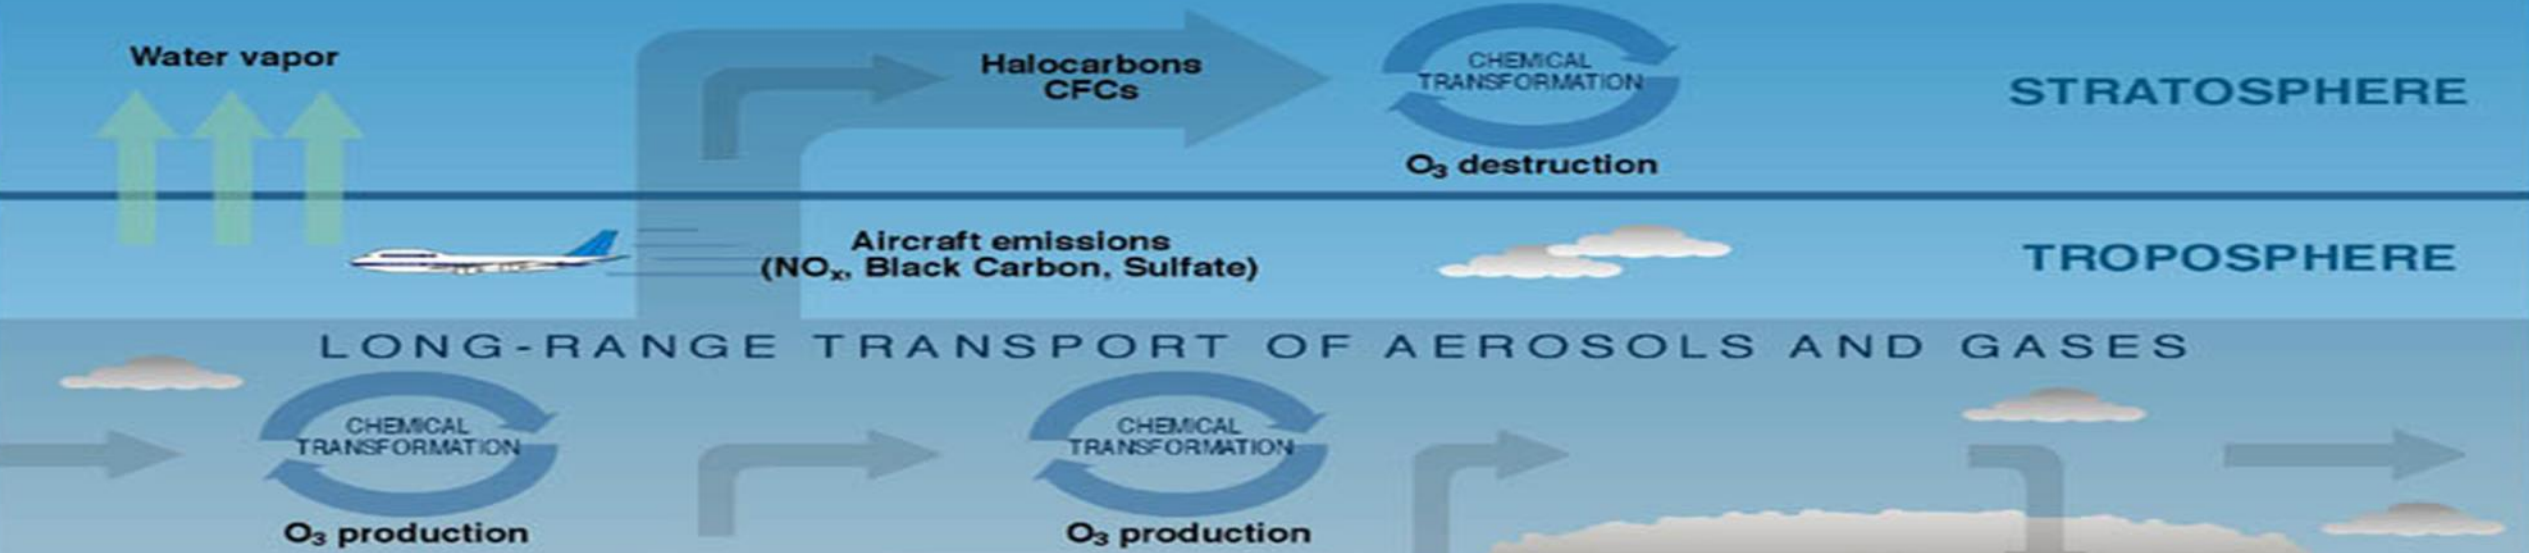 Water vapor
Halocarbons
CFCs
CHEMICAL
TRANSFORMATION
O₃ destruction
STRATOSPHERE
Aircraft emissions
(NOₓ, Black Carbon, Sulfate)
TROPOSPHERE
LONG-RANGE TRANSPORT OF AEROSOLS AND GASES
CHEMICAL
TRANSFORMATION
O₃ production
CHEMICAL
TRANSFORMATION
O₃ production